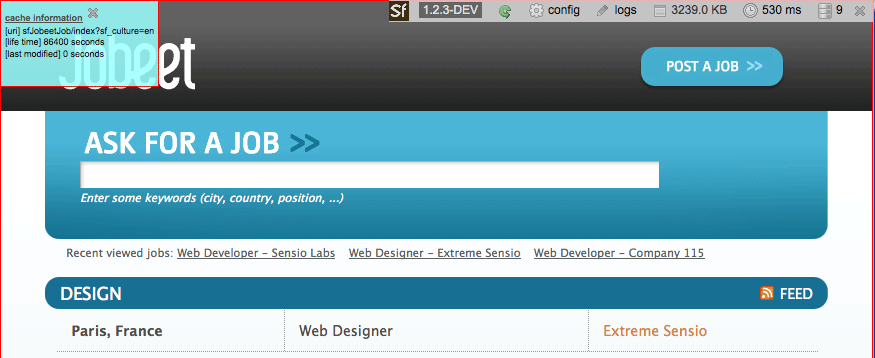 cache information
[uri] sfJobeetJob/index?sf_culture=en
[life time] 86400 seconds
[last modified] 0 seconds
Sf 1.2.3-DEV config logs 3239.0 KB 530 ms 9
Jobeet
POST A JOB >>
ASK FOR A JOB >>
Enter some keywords (city, country, position, ...)
Recent viewed jobs: Web Developer - Sensio Labs Web Designer - Extreme Sensio Web Developer - Company 115
DESIGN FEED
Paris, France Web Designer Extreme Sensio